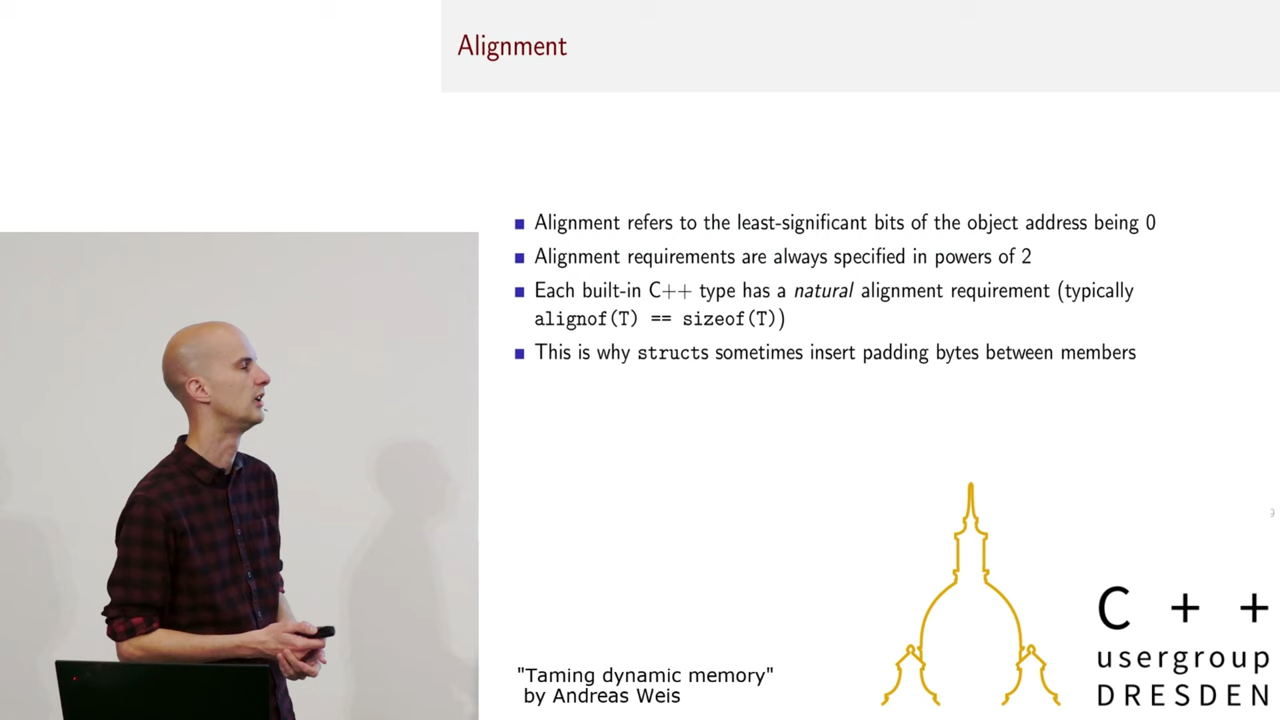 Alignment
Alignment refers to the least-significant bits of the object address being 0
Alignment requirements are always specified in powers of 2
Each built-in C++ type has a natural alignment requirement (typically
alignof(T) == sizeof(T))
This is why structs sometimes insert padding bytes between members
9
"Taming dynamic memory"
by Andreas Weis
C + +
usergroup
DRESDEN